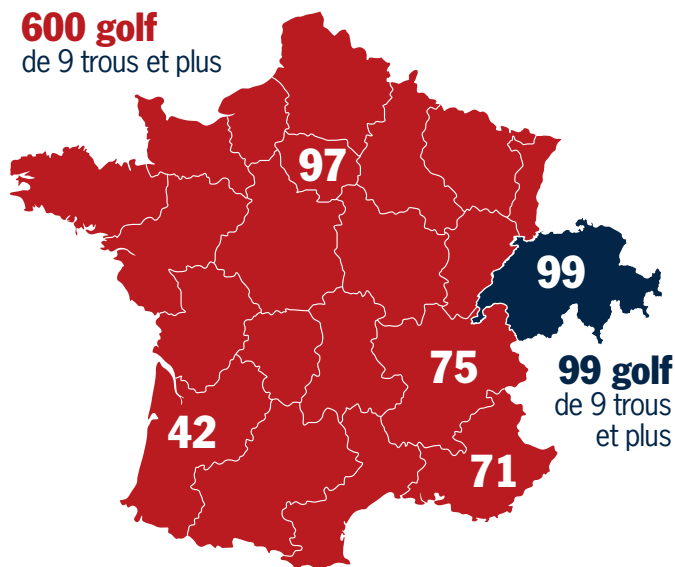 600 golf
de 9 trous et plus
97
99
75
99 golf
de 9 trous
et plus
42
71